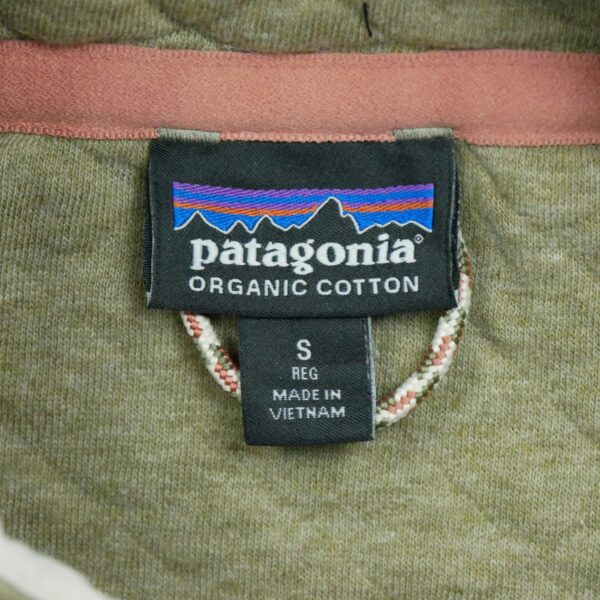 patagonia®
ORGANIC COTTON
S
REG
MADE IN
VIETNAM